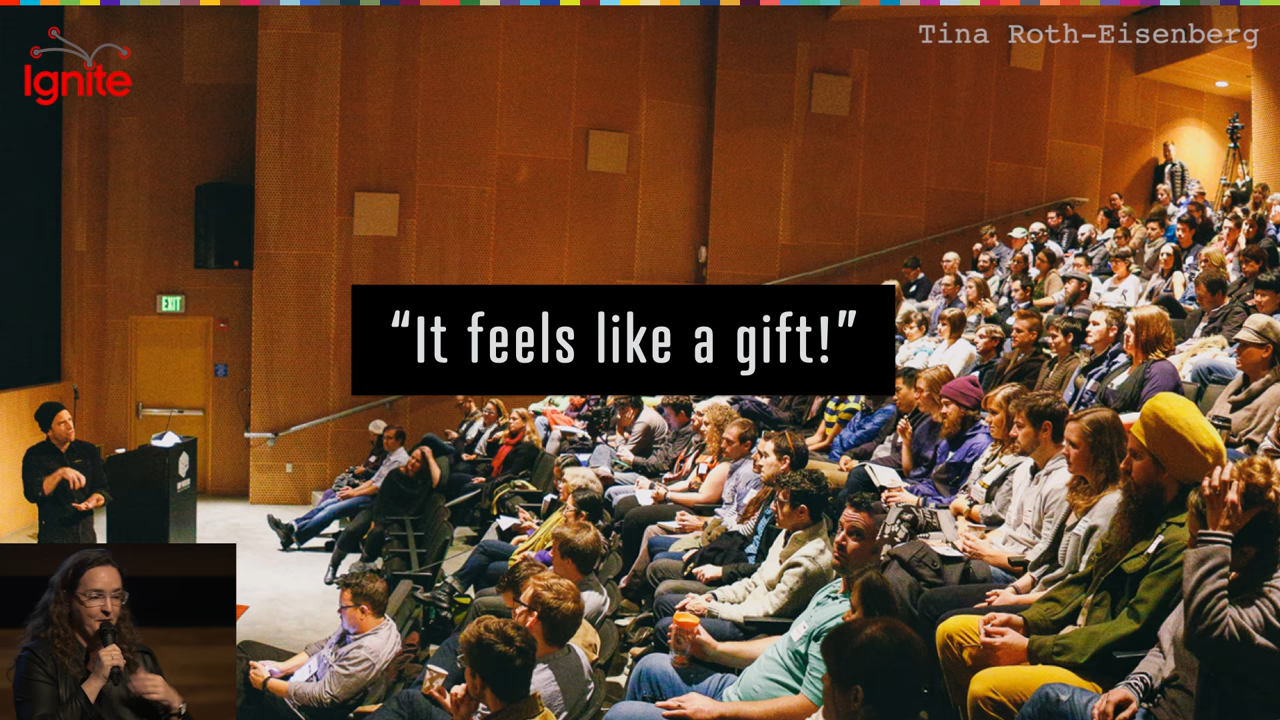 Ignite
Tina Roth-Eisenberg
EXIT
“It feels like a gift!”